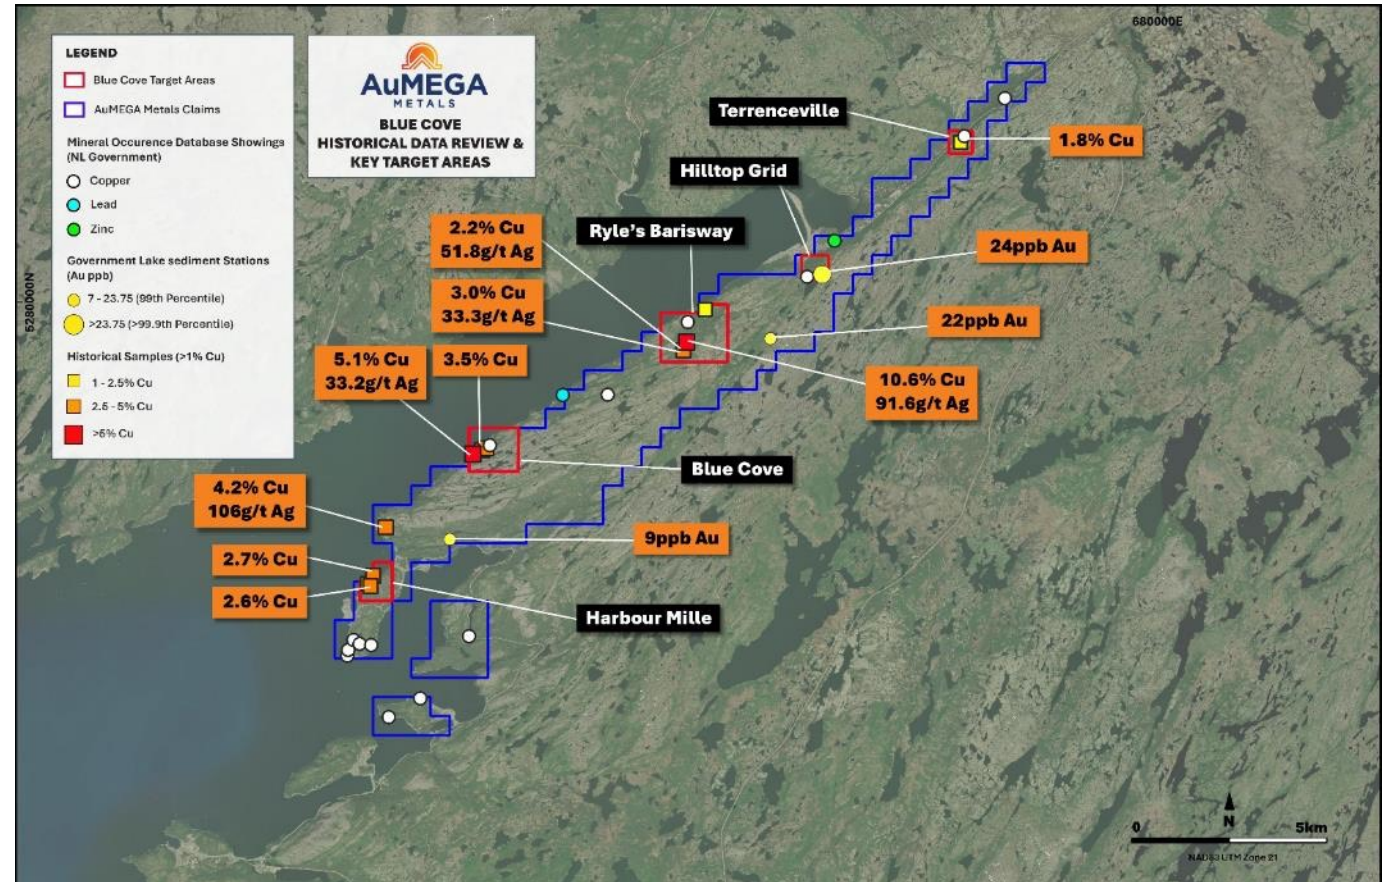 LEGEND
Blue Cove Target Areas
AuMEGA Metals Claims
Mineral Occurence Database Showings
(NL Government)
Copper
Lead
Zinc
Government Lake sediment Stations
(Au ppb)
7 - 23.75 (99th Percentile)
>23.75 (>99.9th Percentile)
Historical Samples (>1% Cu)
1 - 2.5% Cu
2.5 - 5% Cu
>5% Cu
AuMEGA
METALS
BLUE COVE
HISTORICAL DATA REVIEW &
KEY TARGET AREAS
680000E
5280000N
Terrenceville
1.8% Cu
Hilltop Grid
2.2% Cu
51.8g/t Ag
Ryle's Barisway
24ppb Au
3.0% Cu
33.3g/t Ag
22ppb Au
5.1% Cu
33.2g/t Ag
3.5% Cu
10.6% Cu
91.6g/t Ag
Blue Cove
4.2% Cu
106g/t Ag
9ppb Au
2.7% Cu
2.6% Cu
Harbour Mille
0
N
5km
NAD83 UTM Zone 21